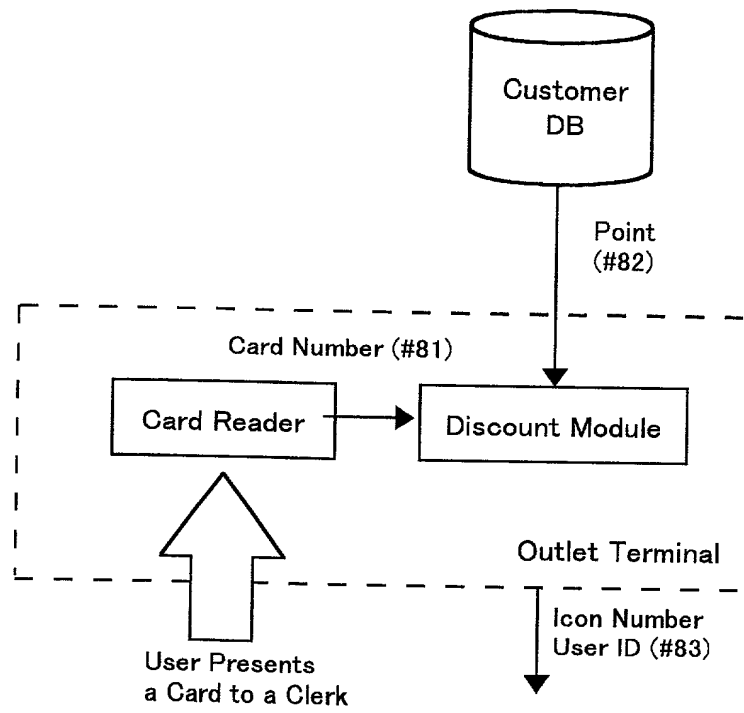 Customer
DB
Point
(#82)
Card Number (#81)
Card Reader
Discount Module
Outlet Terminal
Icon Number
User ID (#83)
User Presents
a Card to a Clerk